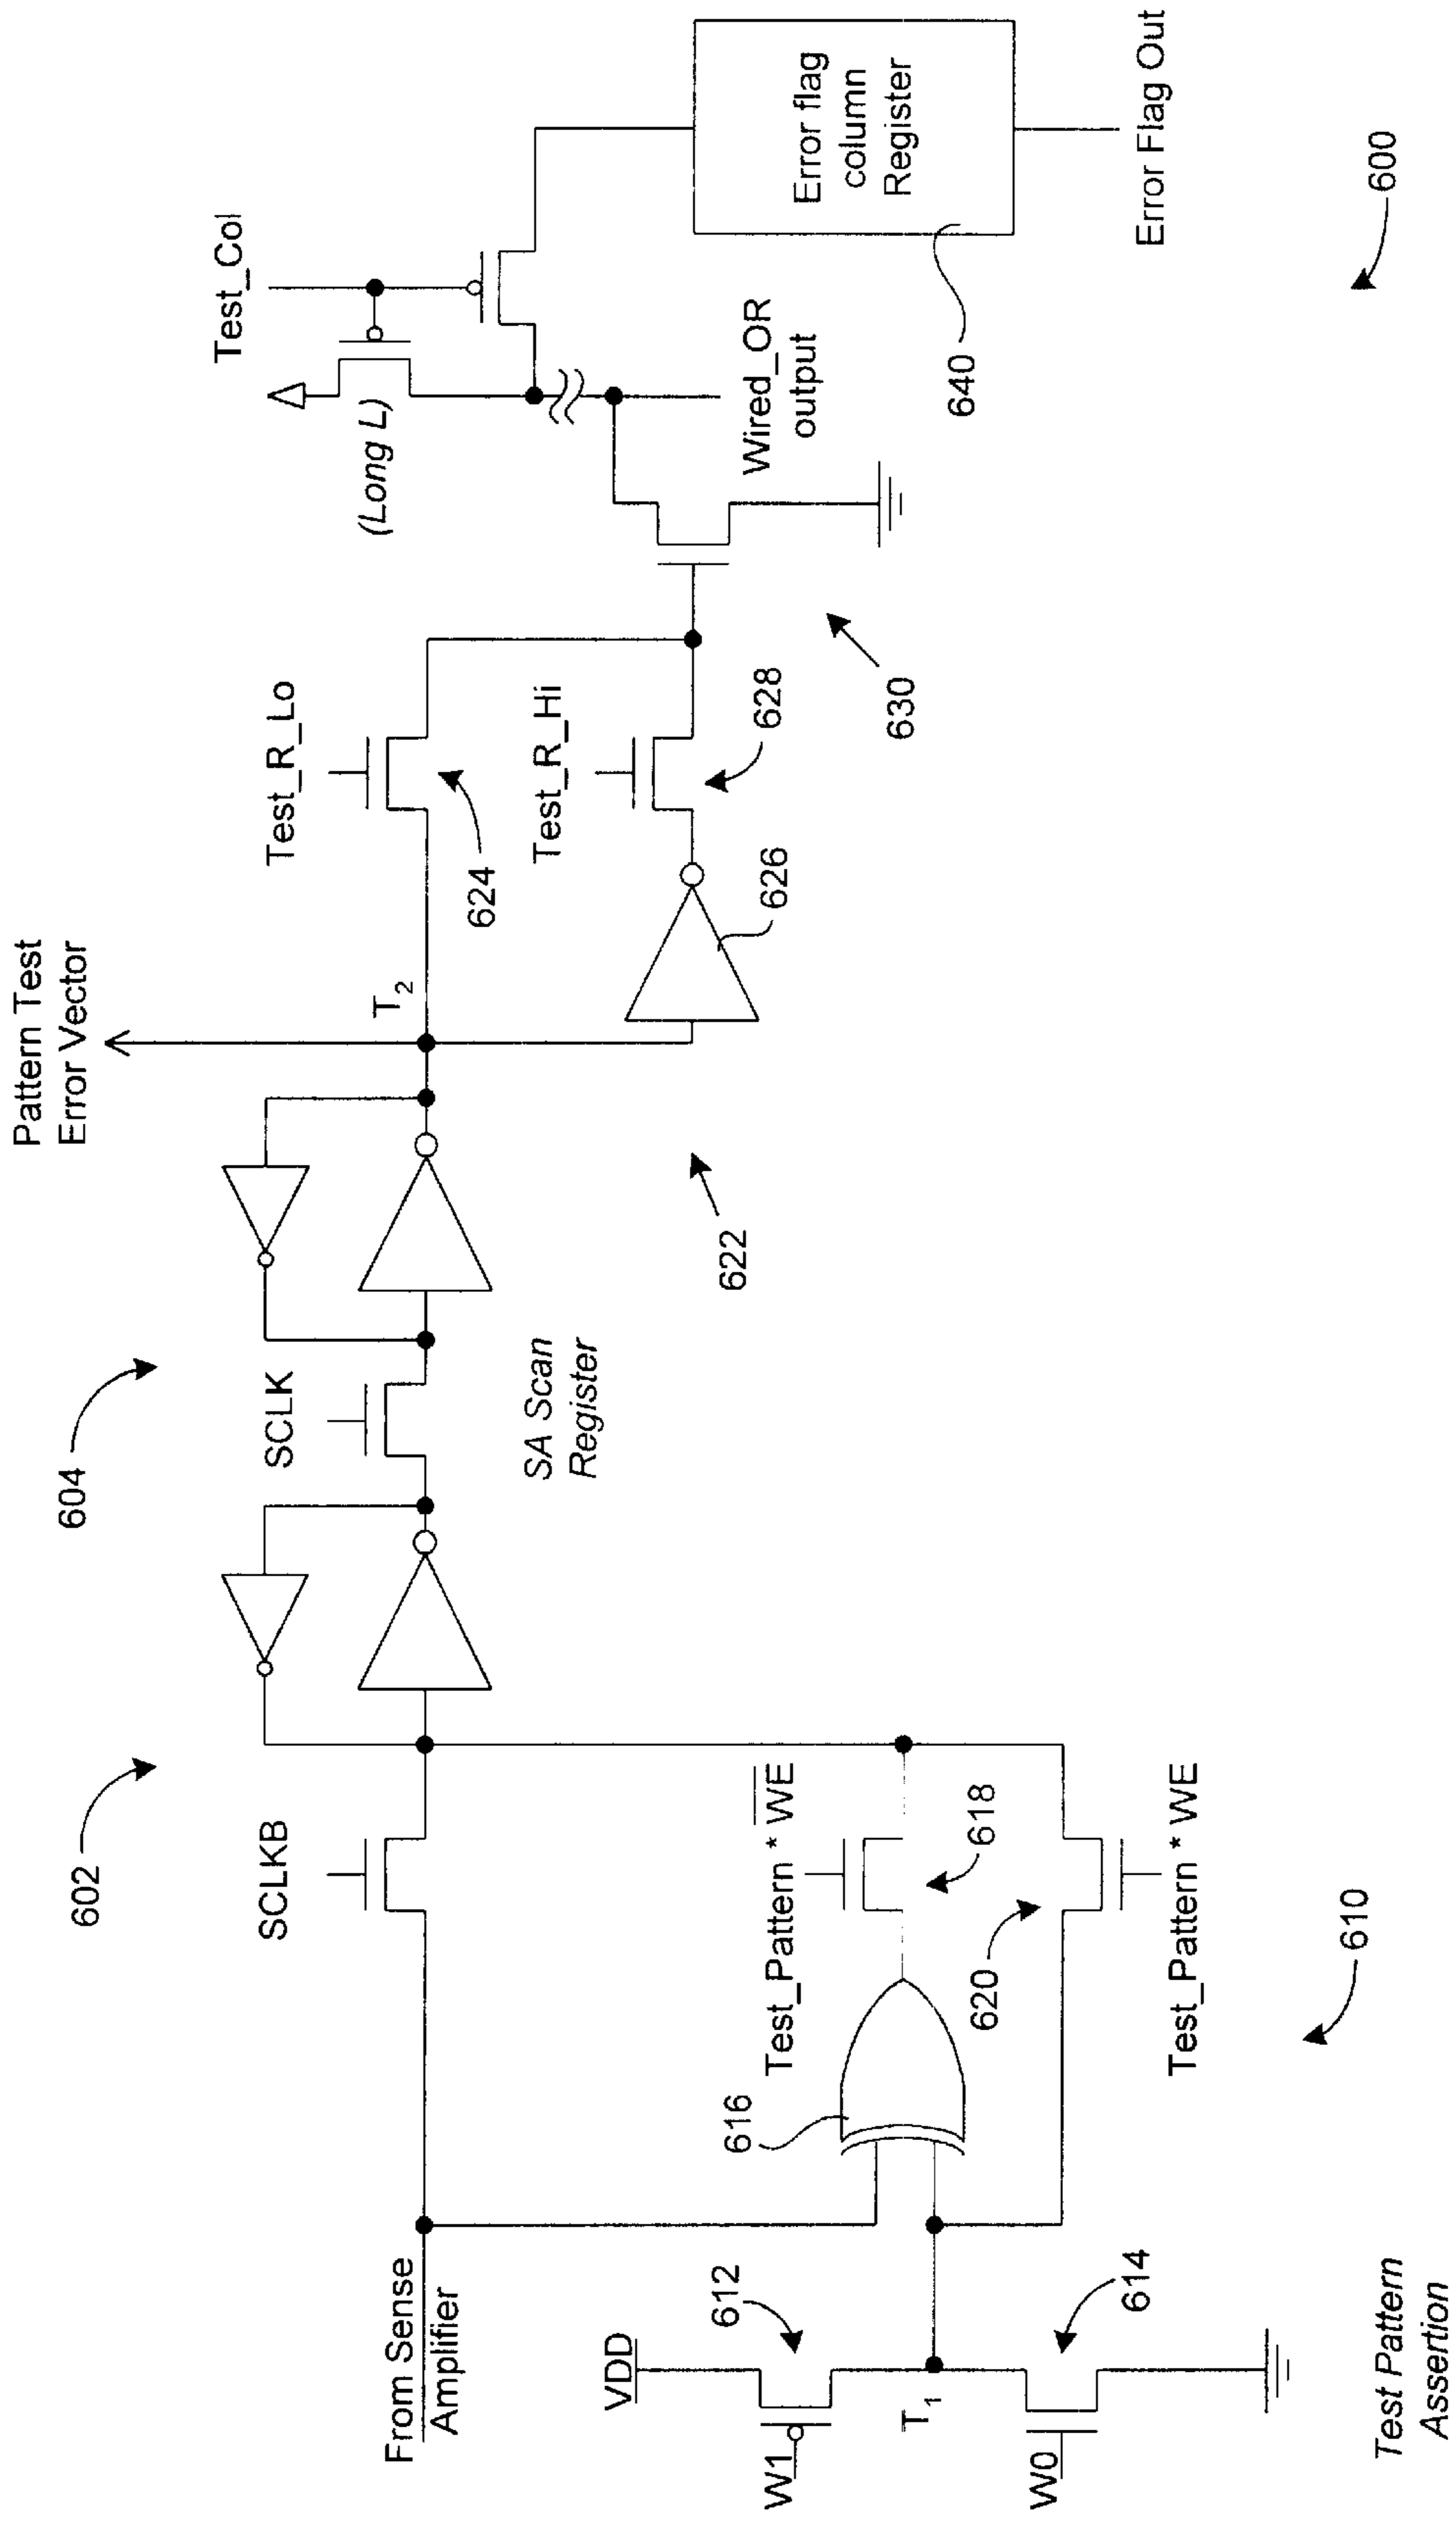 Pattern Test
Error Vector
604
602
SCLKB
SCLK
T2
Test_R_Lo
624
Test_R_Hi
628
626
622
630
SA Scan
Register
Test_Col
(Long L)
Wired_OR
output
Error flag
column
Register
640
Error Flag Out
600
From Sense
Amplifier
VDD
612
W1
T1
W0
614
616
Test_Pattern * W̅E̅
618
620
Test_Pattern * WE
610
Test Pattern
Assertion